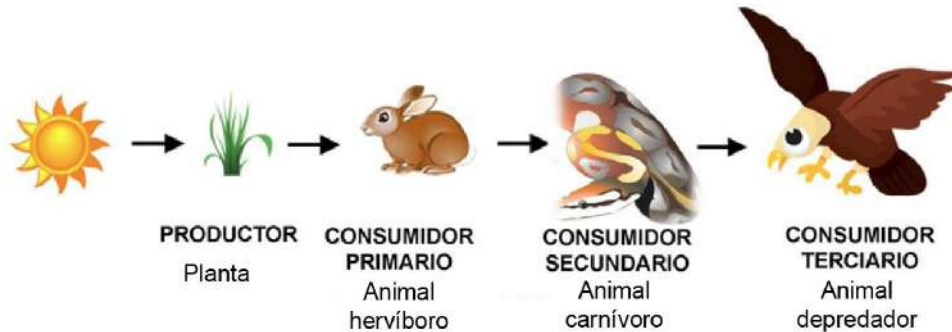 PRODUCTOR
Planta
CONSUMIDOR
PRIMARIO
Animal
hervíboro
CONSUMIDOR
SECUNDARIO
Animal
carnívoro
CONSUMIDOR
TERCIARIO
Animal
depredador